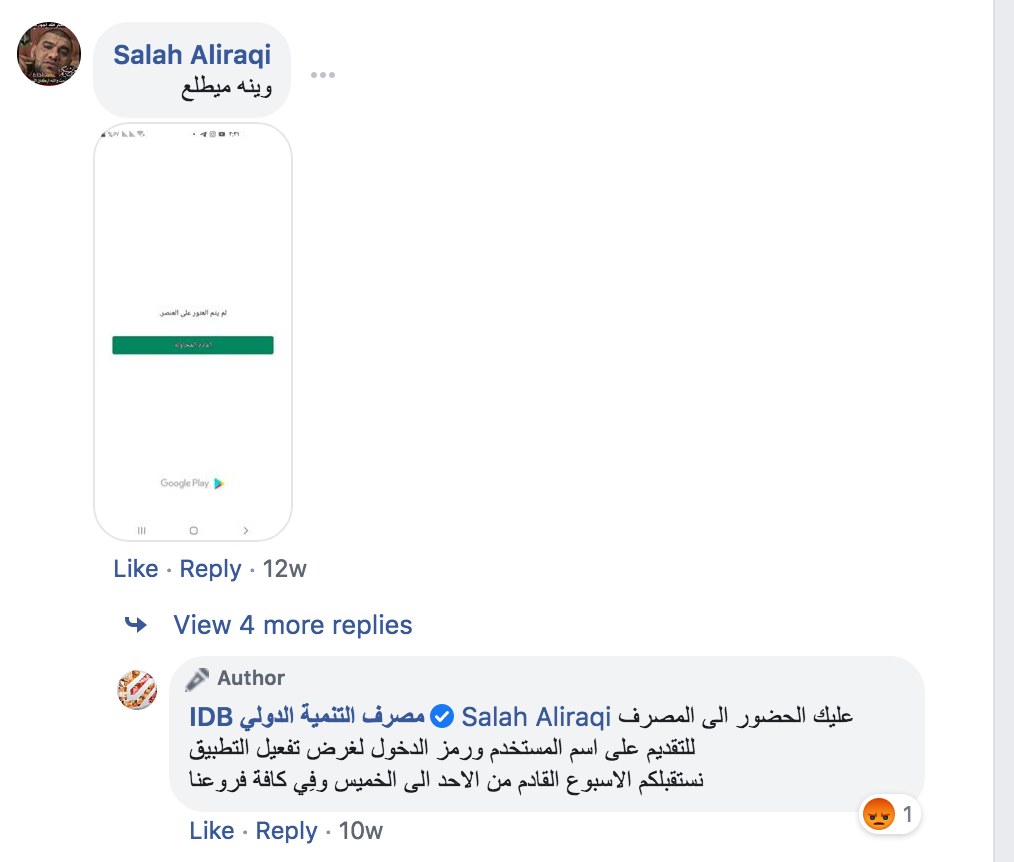 Salah Aliraqi
وينه ميطلع
لم يتم العثور على العنصر.
إعادة المحاولة
Google Play
Like · Reply · 12w
View 4 more replies
Author
مصرف التنمية الدولي IDB Salah Aliraqi عليك الحضور الى المصرف
للتقديم على اسم المستخدم ورمز الدخول لغرض تفعيل التطبيق
نستقبلكم الاسبوع القادم من الاحد الى الخميس وفِي كافة فروعنا
1
Like · Reply · 10w